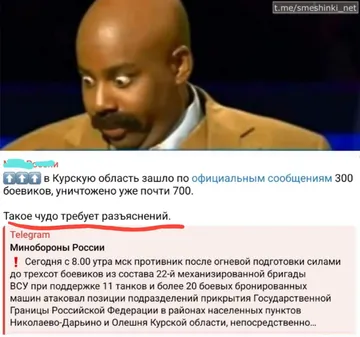 t.me/smeshinki_net
⬆️⬆️⬆️ в Курскую область зашло по официальным сообщениям 300
боевиков, уничтожено уже почти 700.
Такое чудо требует разъяснений.
Telegram
Минобороны России
❗ Сегодня с 8.00 утра мск противник после огневой подготовки силами
до трехсот боевиков из состава 22-й механизированной бригады
ВСУ при поддержке 11 танков и более 20 боевых бронированных
машин атаковал позиции подразделений прикрытия Государственной
Границы Российской Федерации в районах населенных пунктов
Николаево-Дарьино и Олешня Курской области, непосредственно...